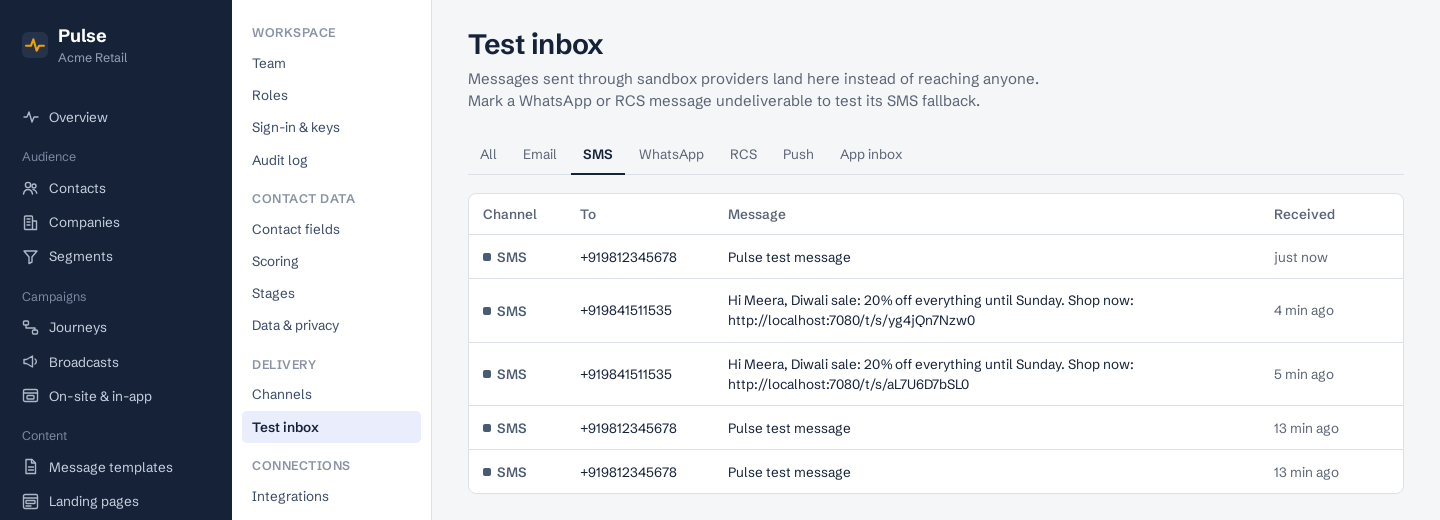 Pulse
Acme Retail
Overview
Audience
Contacts
Companies
Segments
Campaigns
Journeys
Broadcasts
On-site & in-app
Content
Message templates
Landing pages
WORKSPACE
Team
Roles
Sign-in & keys
Audit log
CONTACT DATA
Contact fields
Scoring
Stages
Data & privacy
DELIVERY
Channels
Test inbox
CONNECTIONS
Integrations
Test inbox
Messages sent through sandbox providers land here instead of reaching anyone.
Mark a WhatsApp or RCS message undeliverable to test its SMS fallback.
All Email SMS WhatsApp RCS Push App inbox
Channel To Message Received
SMS +919812345678 Pulse test message just now
SMS +919841511535 Hi Meera, Diwali sale: 20% off everything until Sunday. Shop now: 4 min ago
http://localhost:7080/t/s/yg4jQn7Nzw0
SMS +919841511535 Hi Meera, Diwali sale: 20% off everything until Sunday. Shop now: 5 min ago
http://localhost:7080/t/s/aL7U6D7bSL0
SMS +919812345678 Pulse test message 13 min ago
SMS +919812345678 Pulse test message 13 min ago